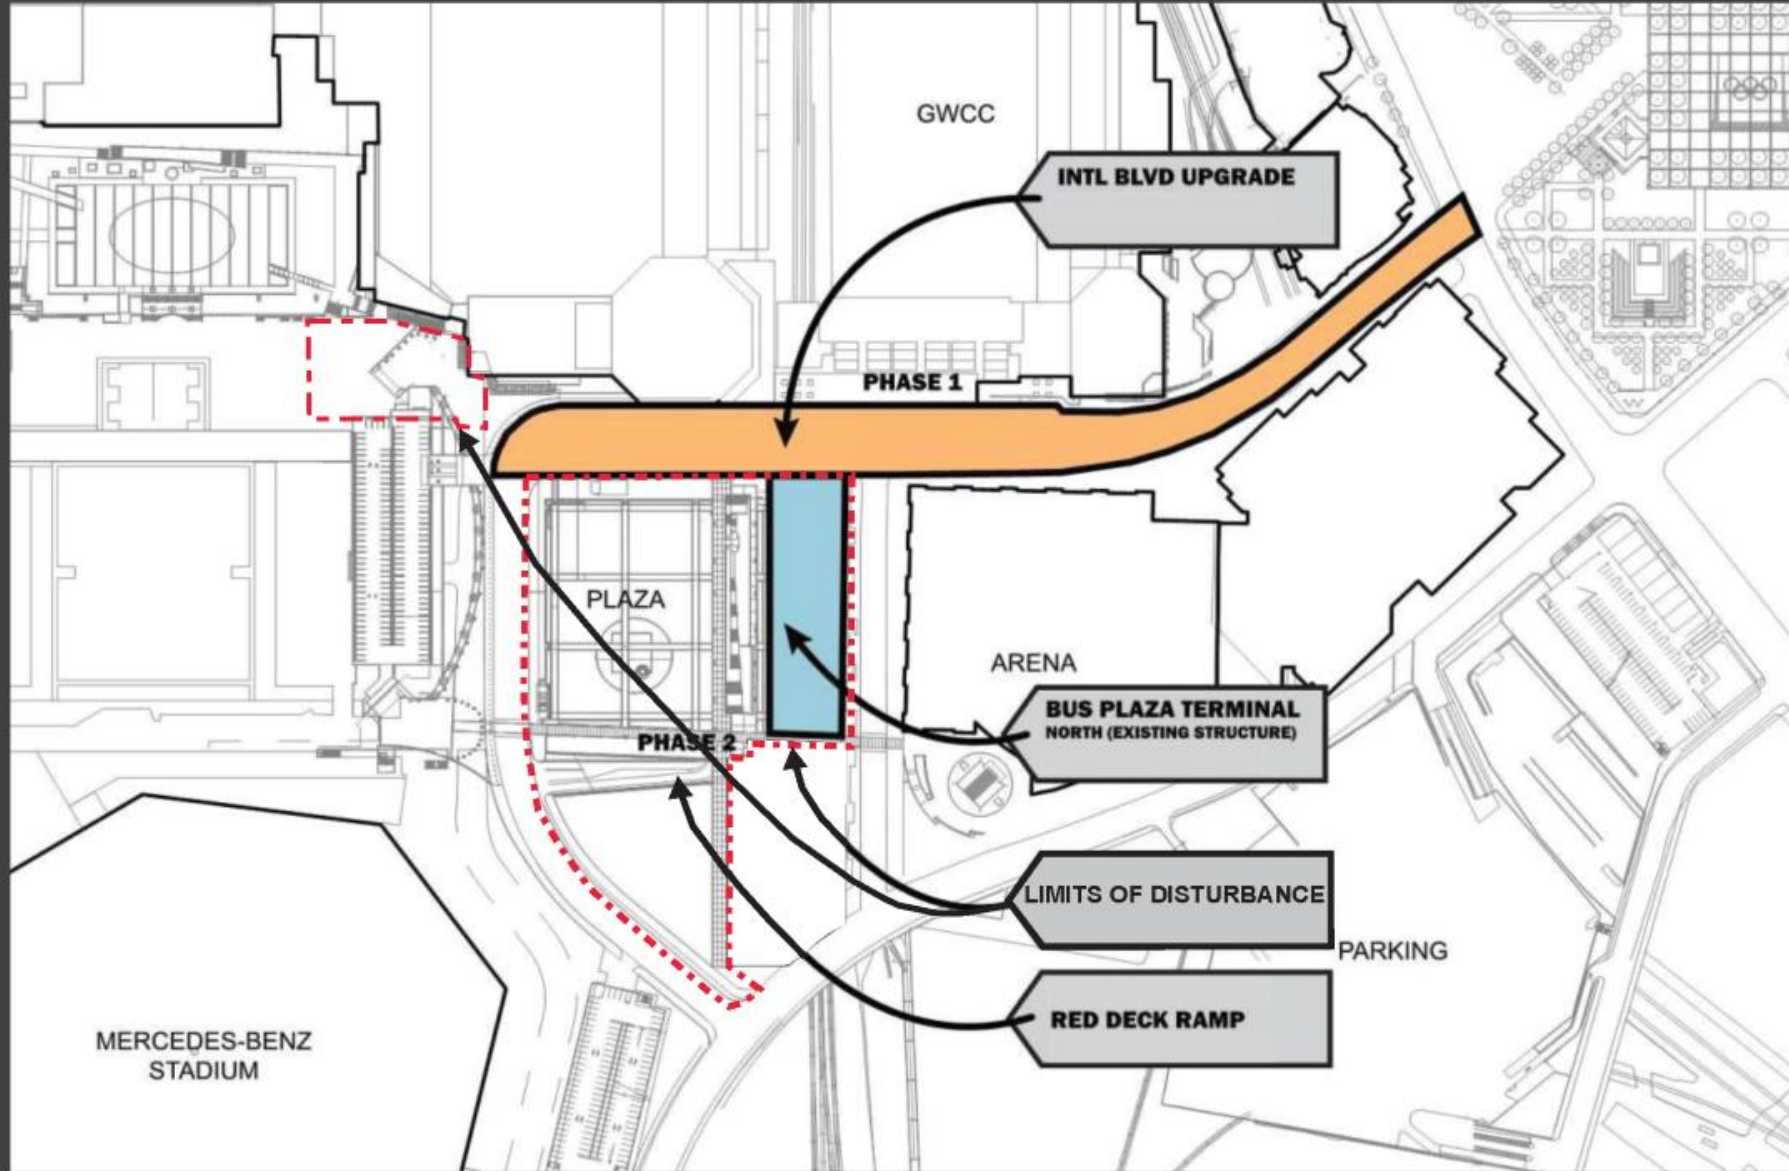 GWCC
INTL BLVD UPGRADE
PHASE 1
PLAZA
ARENA
BUS PLAZA TERMINAL
NORTH (EXISTING STRUCTURE)
PHASE 2
LIMITS OF DISTURBANCE
PARKING
RED DECK RAMP
MERCEDES-BENZ
STADIUM